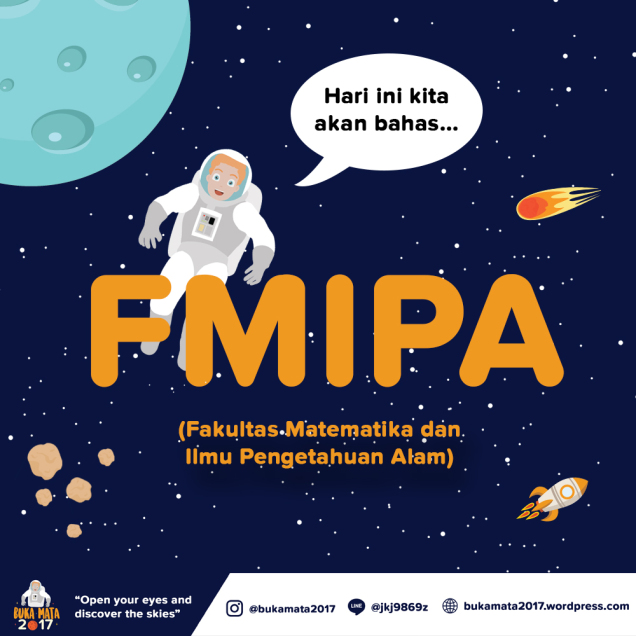 Hari ini kita
akan bahas...
FMIPA
(Fakultas Matematika dan
Ilmu Pengetahuan Alam)
BUKA MATA
2017
"Open your eyes and
discover the skies"
@bukamata2017
LINE
@jkj9869z
bukamata2017.wordpress.com